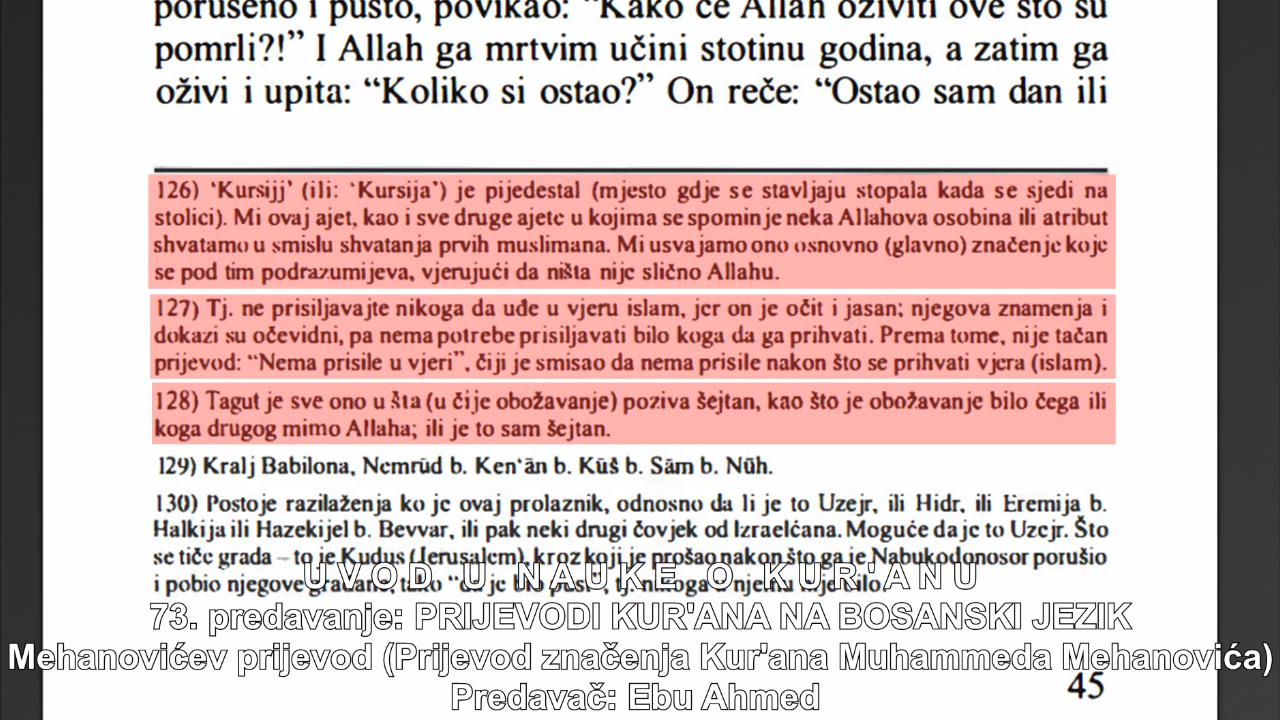 porušeno i pusto, povikao: “Kako će Allah oživiti ove što su
pomrli?!” I Allah ga mrtvim učini stotinu godina, a zatim ga
oživi i upita: “Koliko si ostao?” On reče: “Ostao sam dan ili
126) ‘Kursijj’ (ili: ‘Kursija’) je pijedestal (mjesto gdje se stavljaju stopala kada se sjedi na
stolici). Mi ovaj ajet, kao i sve druge ajete u kojima se spominje neka Allahova osobina ili atribut
shvatamo u smislu shvatanja prvih muslimana. Mi usvajamo ono osnovno (glavno) značenje koje
se pod tim podrazumijeva, vjerujući da ništa nije slično Allahu.
127) Tj. ne prisiljavajte nikoga da uđe u vjeru islam, jer on je očit i jasan; njegova znamenja i
dokazi su očevidni, pa nema potrebe prisiljavati bilo koga da ga prihvati. Prema tome, nije tačan
prijevod: “Nema prisile u vjeri”, čiji je smisao da nema prisile nakon što se prihvati vjera (islam).
128) Tagut je sve ono u šta (u čije obožavanje) poziva šejtan, kao što je obožavanje bilo čega ili
koga drugog mimo Allaha; ili je to sam šejtan.
129) Kralj Babilona, Nemrūd b. Ken‘ān b. Kūš b. Sām b. Nūh.
130) Postoje razilaženja ko je ovaj prolaznik, odnosno da li je to Uzejr, ili Hidr, ili Eremija b.
Halkija ili Hazekijel b. Bevvar, ili pak neki drugi čovjek od Izraelćana. Moguće da je to Uzejr. Što
se tiče grada – to je Kudus (Jerusalem), kroz koji je prošao nakon što ga je Nabukodonosor porušio
i pobio njegove građane, tako “da je bio pust”, tj. nikoga u njemu nije bilo.
UVOD U NAUKE O KUR'ANU
73. predavanje: PRIJEVODI KUR'ANA NA BOSANSKI JEZIK
Mehanovićev prijevod (Prijevod značenja Kur'ana Muhammeda Mehanovića)
Predavač: Ebu Ahmed
45